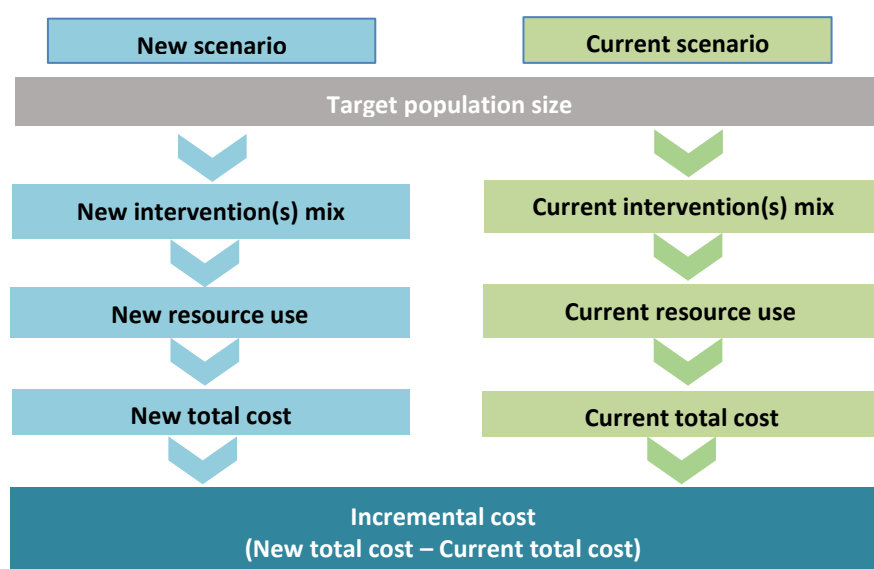 New scenario
Current scenario
Target population size
New intervention(s) mix
Current intervention(s) mix
New resource use
Current resource use
New total cost
Current total cost
Incremental cost
(New total cost – Current total cost)